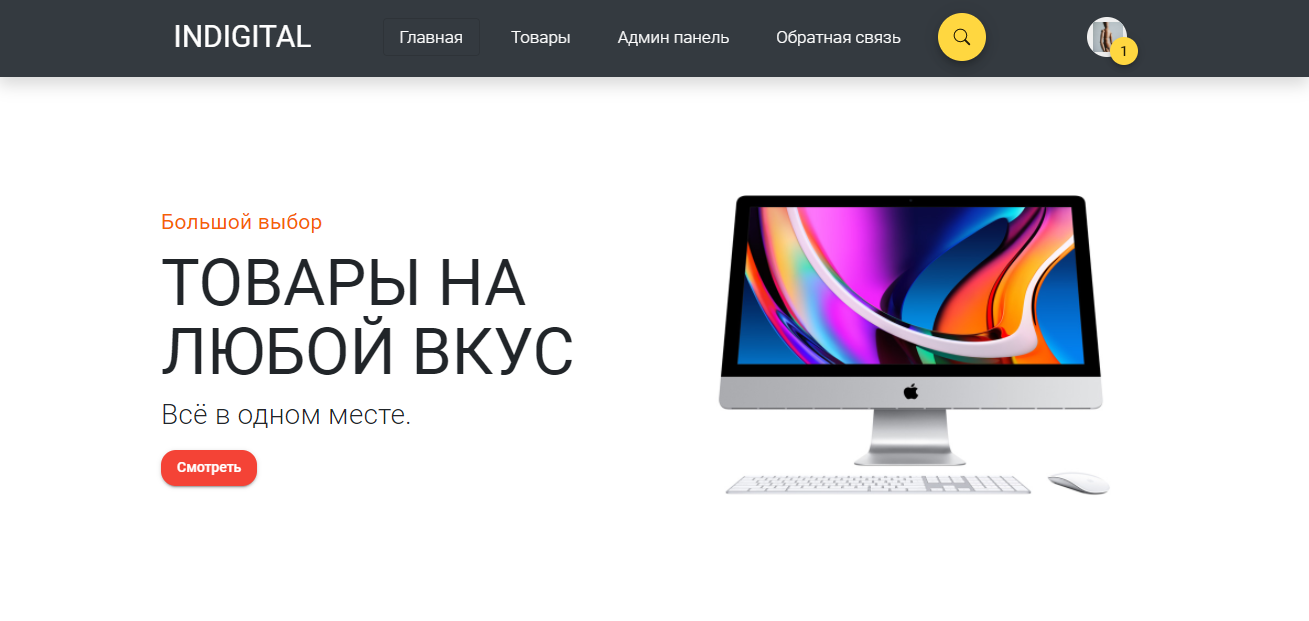 INDIGITAL
Главная
Товары
Админ панель
Обратная связь
1
Большой выбор
ТОВАРЫ НА
ЛЮБОЙ ВКУС
Всё в одном месте.
Смотреть